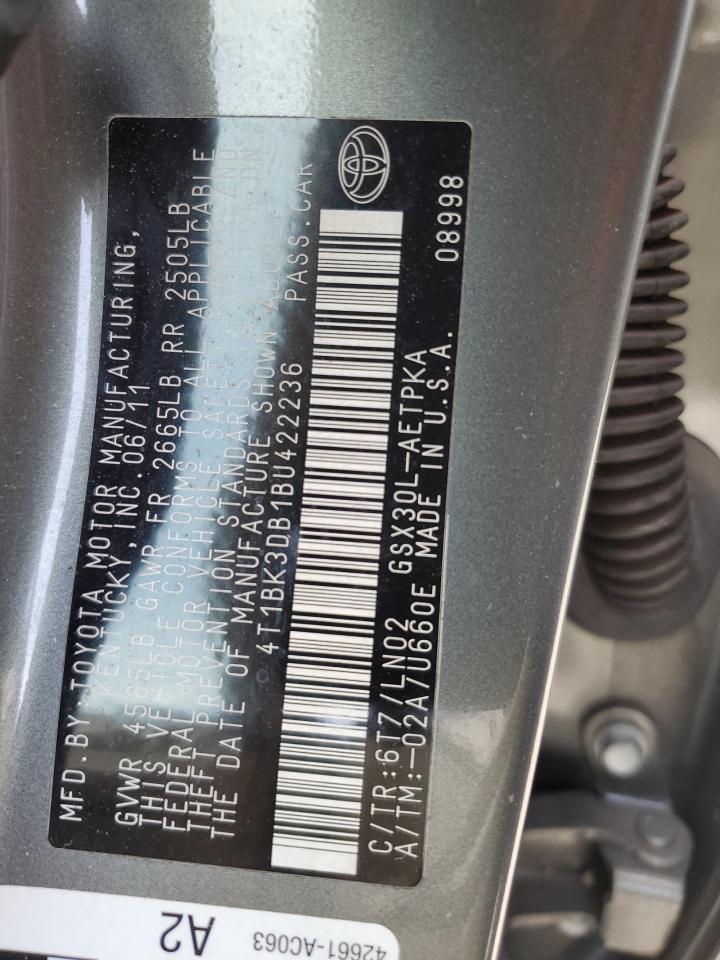 MFD.BY:TOYOTA MOTOR MANUFACTURING,
KENTUCKY,INC.06/11
GVWR 4565LB GAWR FR 2665LB RR 2505LB
THIS VEHICLE CONFORMS TO ALL APPLICABLE
FEDERAL MOTOR VEHICLE SAFETY AND
THEFT PREVENTION STANDARDS ON
THE DATE OF MANUFACTURE SHOWN
4T1BK3DB1BU422236 PASS.CAR
C/TR:6T7/LN02 GSX30L-AETPKA
A/TM:-02A/U660E MADE IN U.S.A.
08998
A2
42661-AC063